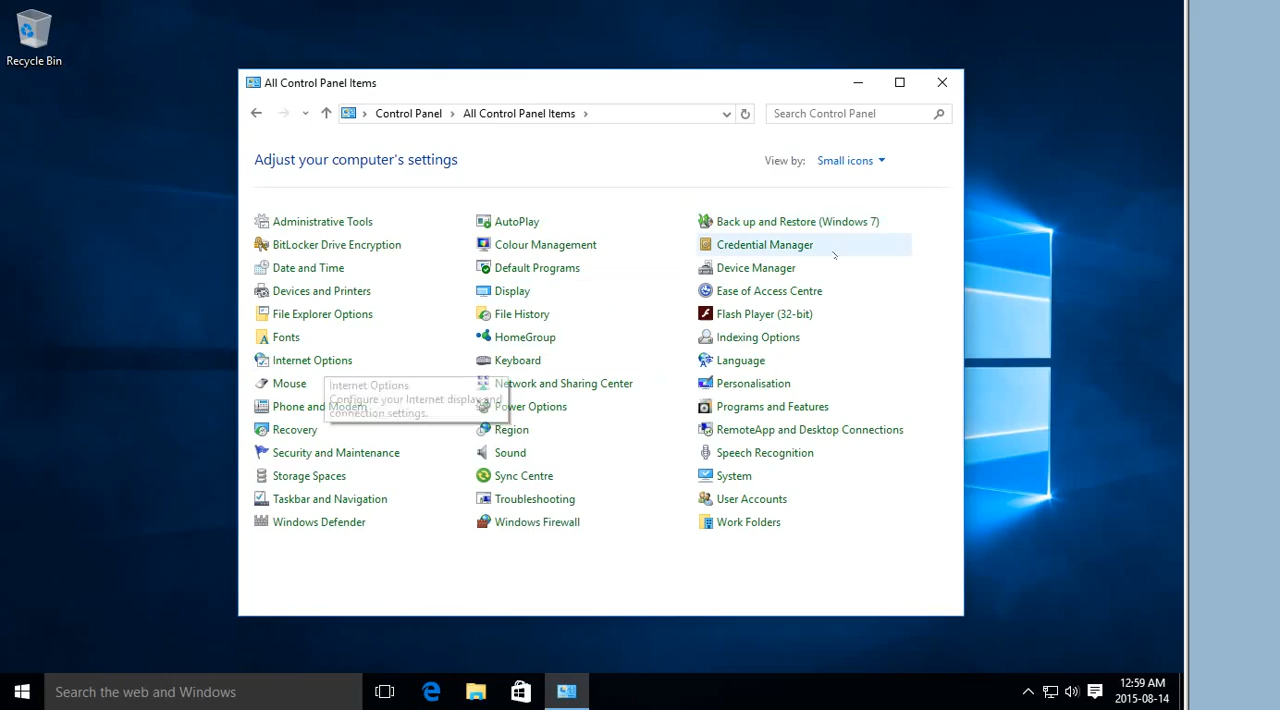 Recycle Bin
All Control Panel Items
Control Panel
All Control Panel Items
Search Control Panel
Adjust your computer's settings
View by:
Small icons
Administrative Tools
AutoPlay
Back up and Restore (Windows 7)
BitLocker Drive Encryption
Colour Management
Credential Manager
Date and Time
Default Programs
Device Manager
Devices and Printers
Display
Ease of Access Centre
File Explorer Options
File History
Flash Player (32-bit)
Fonts
HomeGroup
Indexing Options
Internet Options
Keyboard
Language
Mouse
Internet Options
Configure your Internet display and
connection settings.
Network and Sharing Center
Personalisation
Phone and Modem
Power Options
Programs and Features
Recovery
Region
RemoteApp and Desktop Connections
Security and Maintenance
Sound
Speech Recognition
Storage Spaces
Sync Centre
System
Taskbar and Navigation
Troubleshooting
User Accounts
Windows Defender
Windows Firewall
Work Folders
Search the web and Windows
12:59 AM
2015-08-14